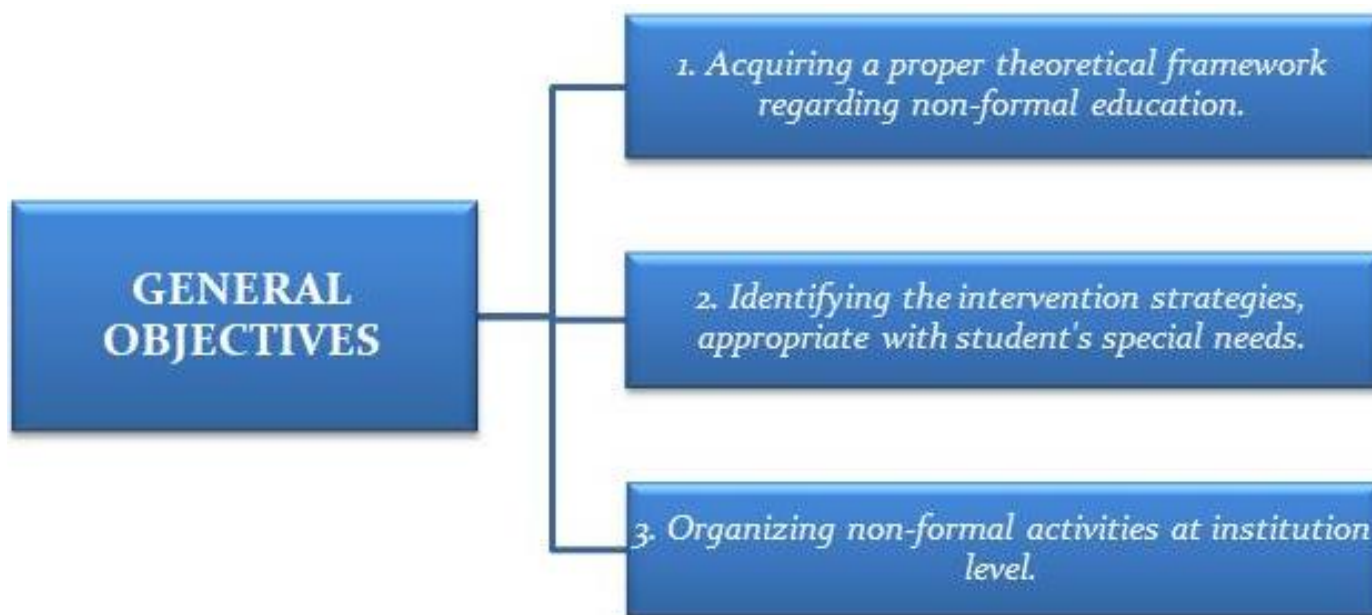 GENERAL
OBJECTIVES
1. Acquiring a proper theoretical framework
regarding non-formal education.
2. Identifying the intervention strategies,
appropriate with student's special needs.
3. Organizing non-formal activities at institution
level.